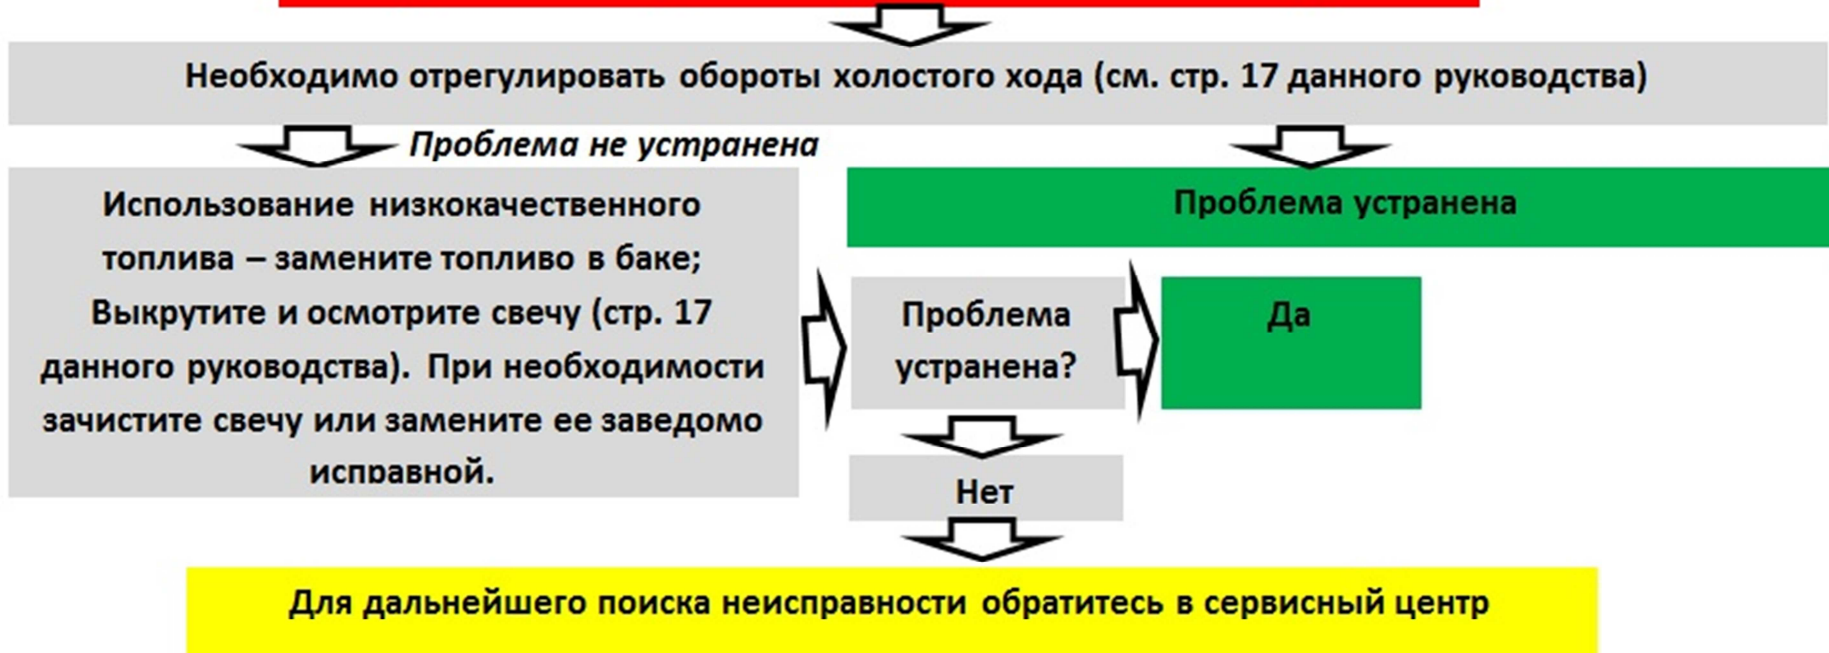 Необходимо отрегулировать обороты холостого хода (см. стр. 17 данного руководства)
Проблема не устранена
Использование низкокачественного
топлива – замените топливо в баке;
Выкрутите и осмотрите свечу (стр. 17
данного руководства). При необходимости
зачистите свечу или замените ее заведомо
исправной.
Проблема устранена
Проблема
устранена?
Да
Нет
Для дальнейшего поиска неисправности обратитесь в сервисный центр